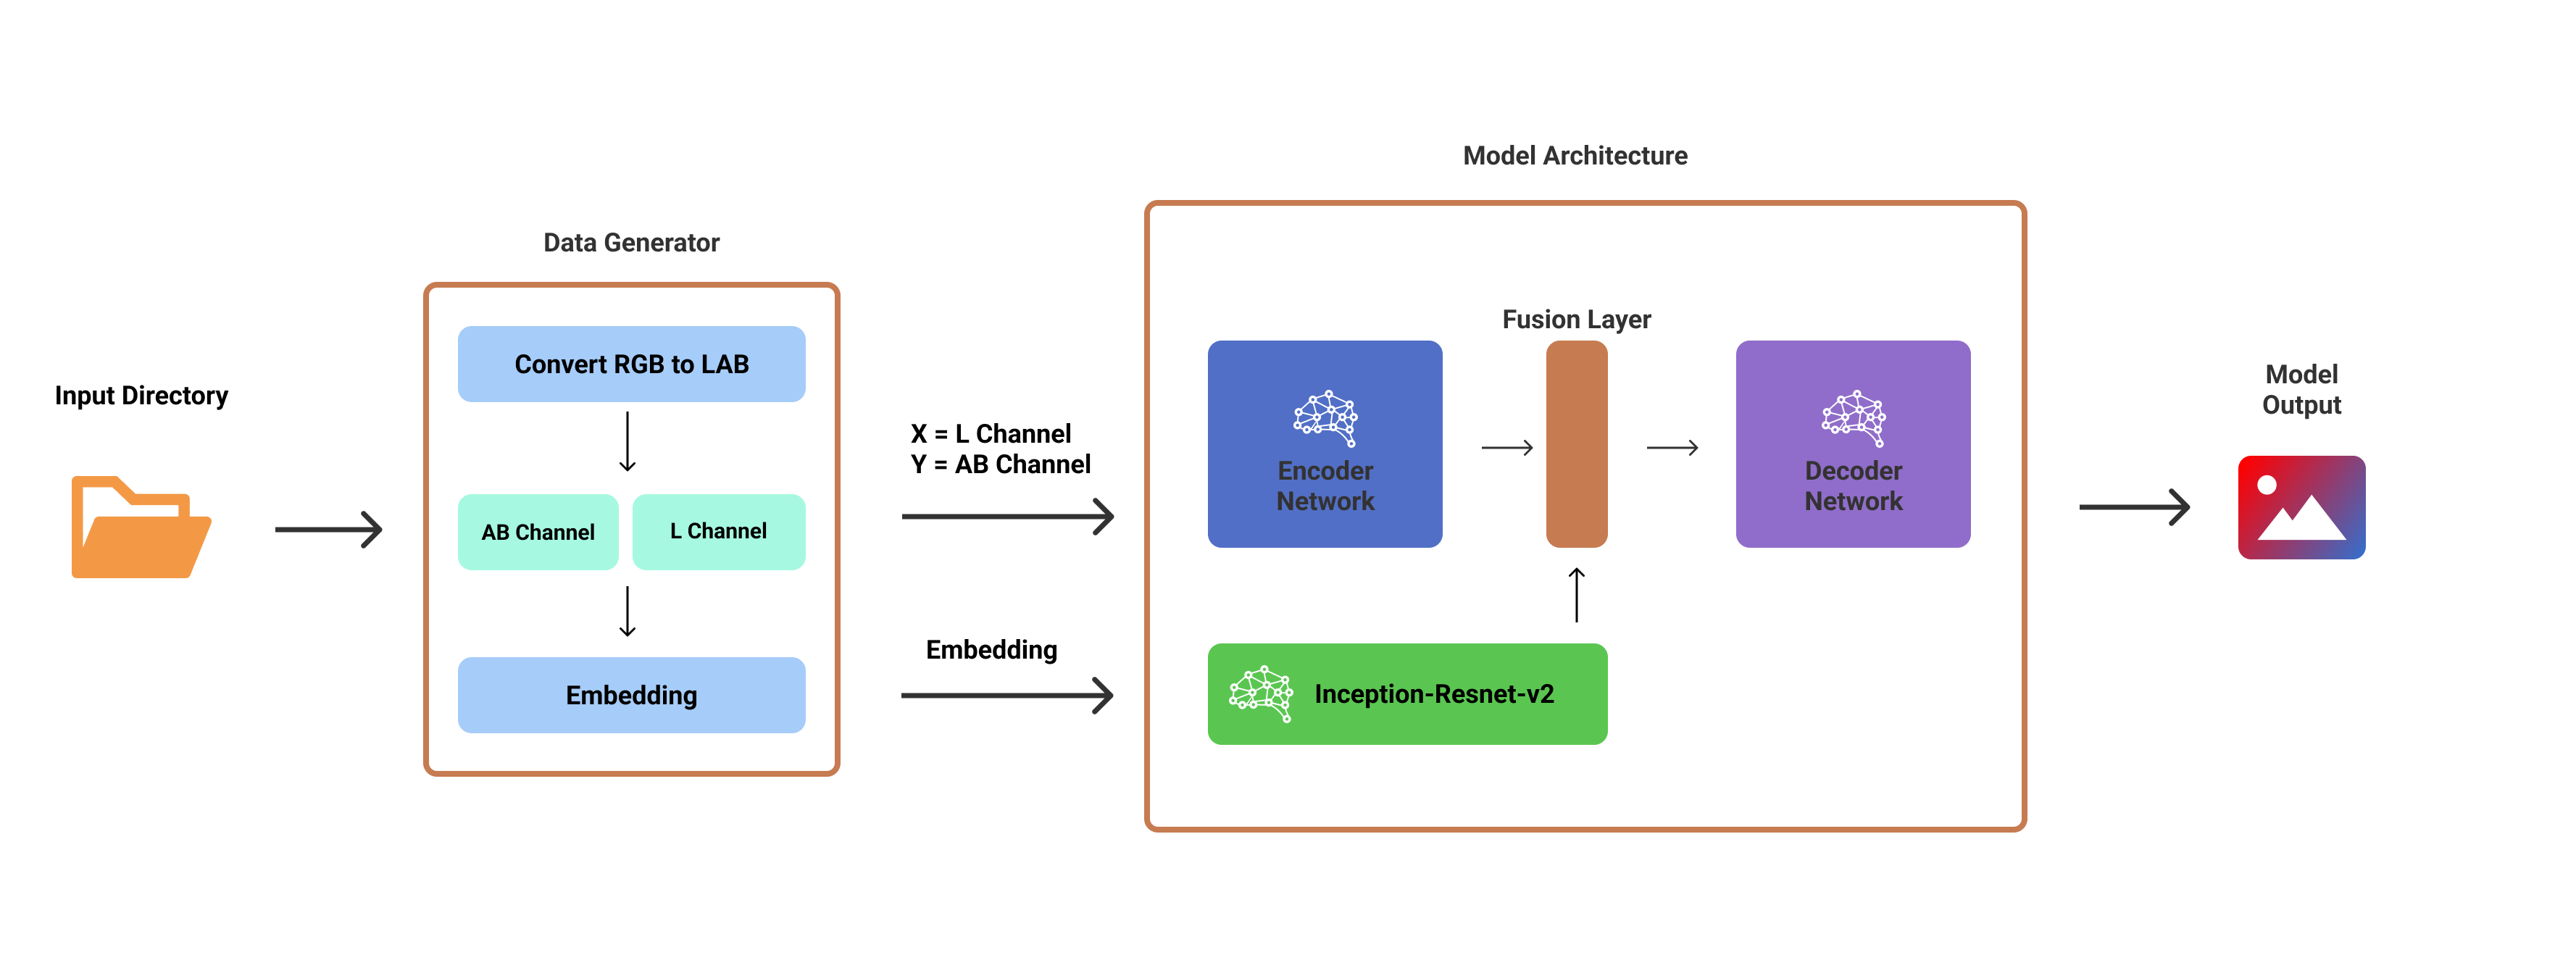 Input Directory
Data Generator
Convert RGB to LAB
AB Channel
L Channel
Embedding
X = L Channel
Y = AB Channel
Embedding
Model Architecture
Fusion Layer
Encoder
Network
Decoder
Network
Inception-Resnet-v2
Model
Output